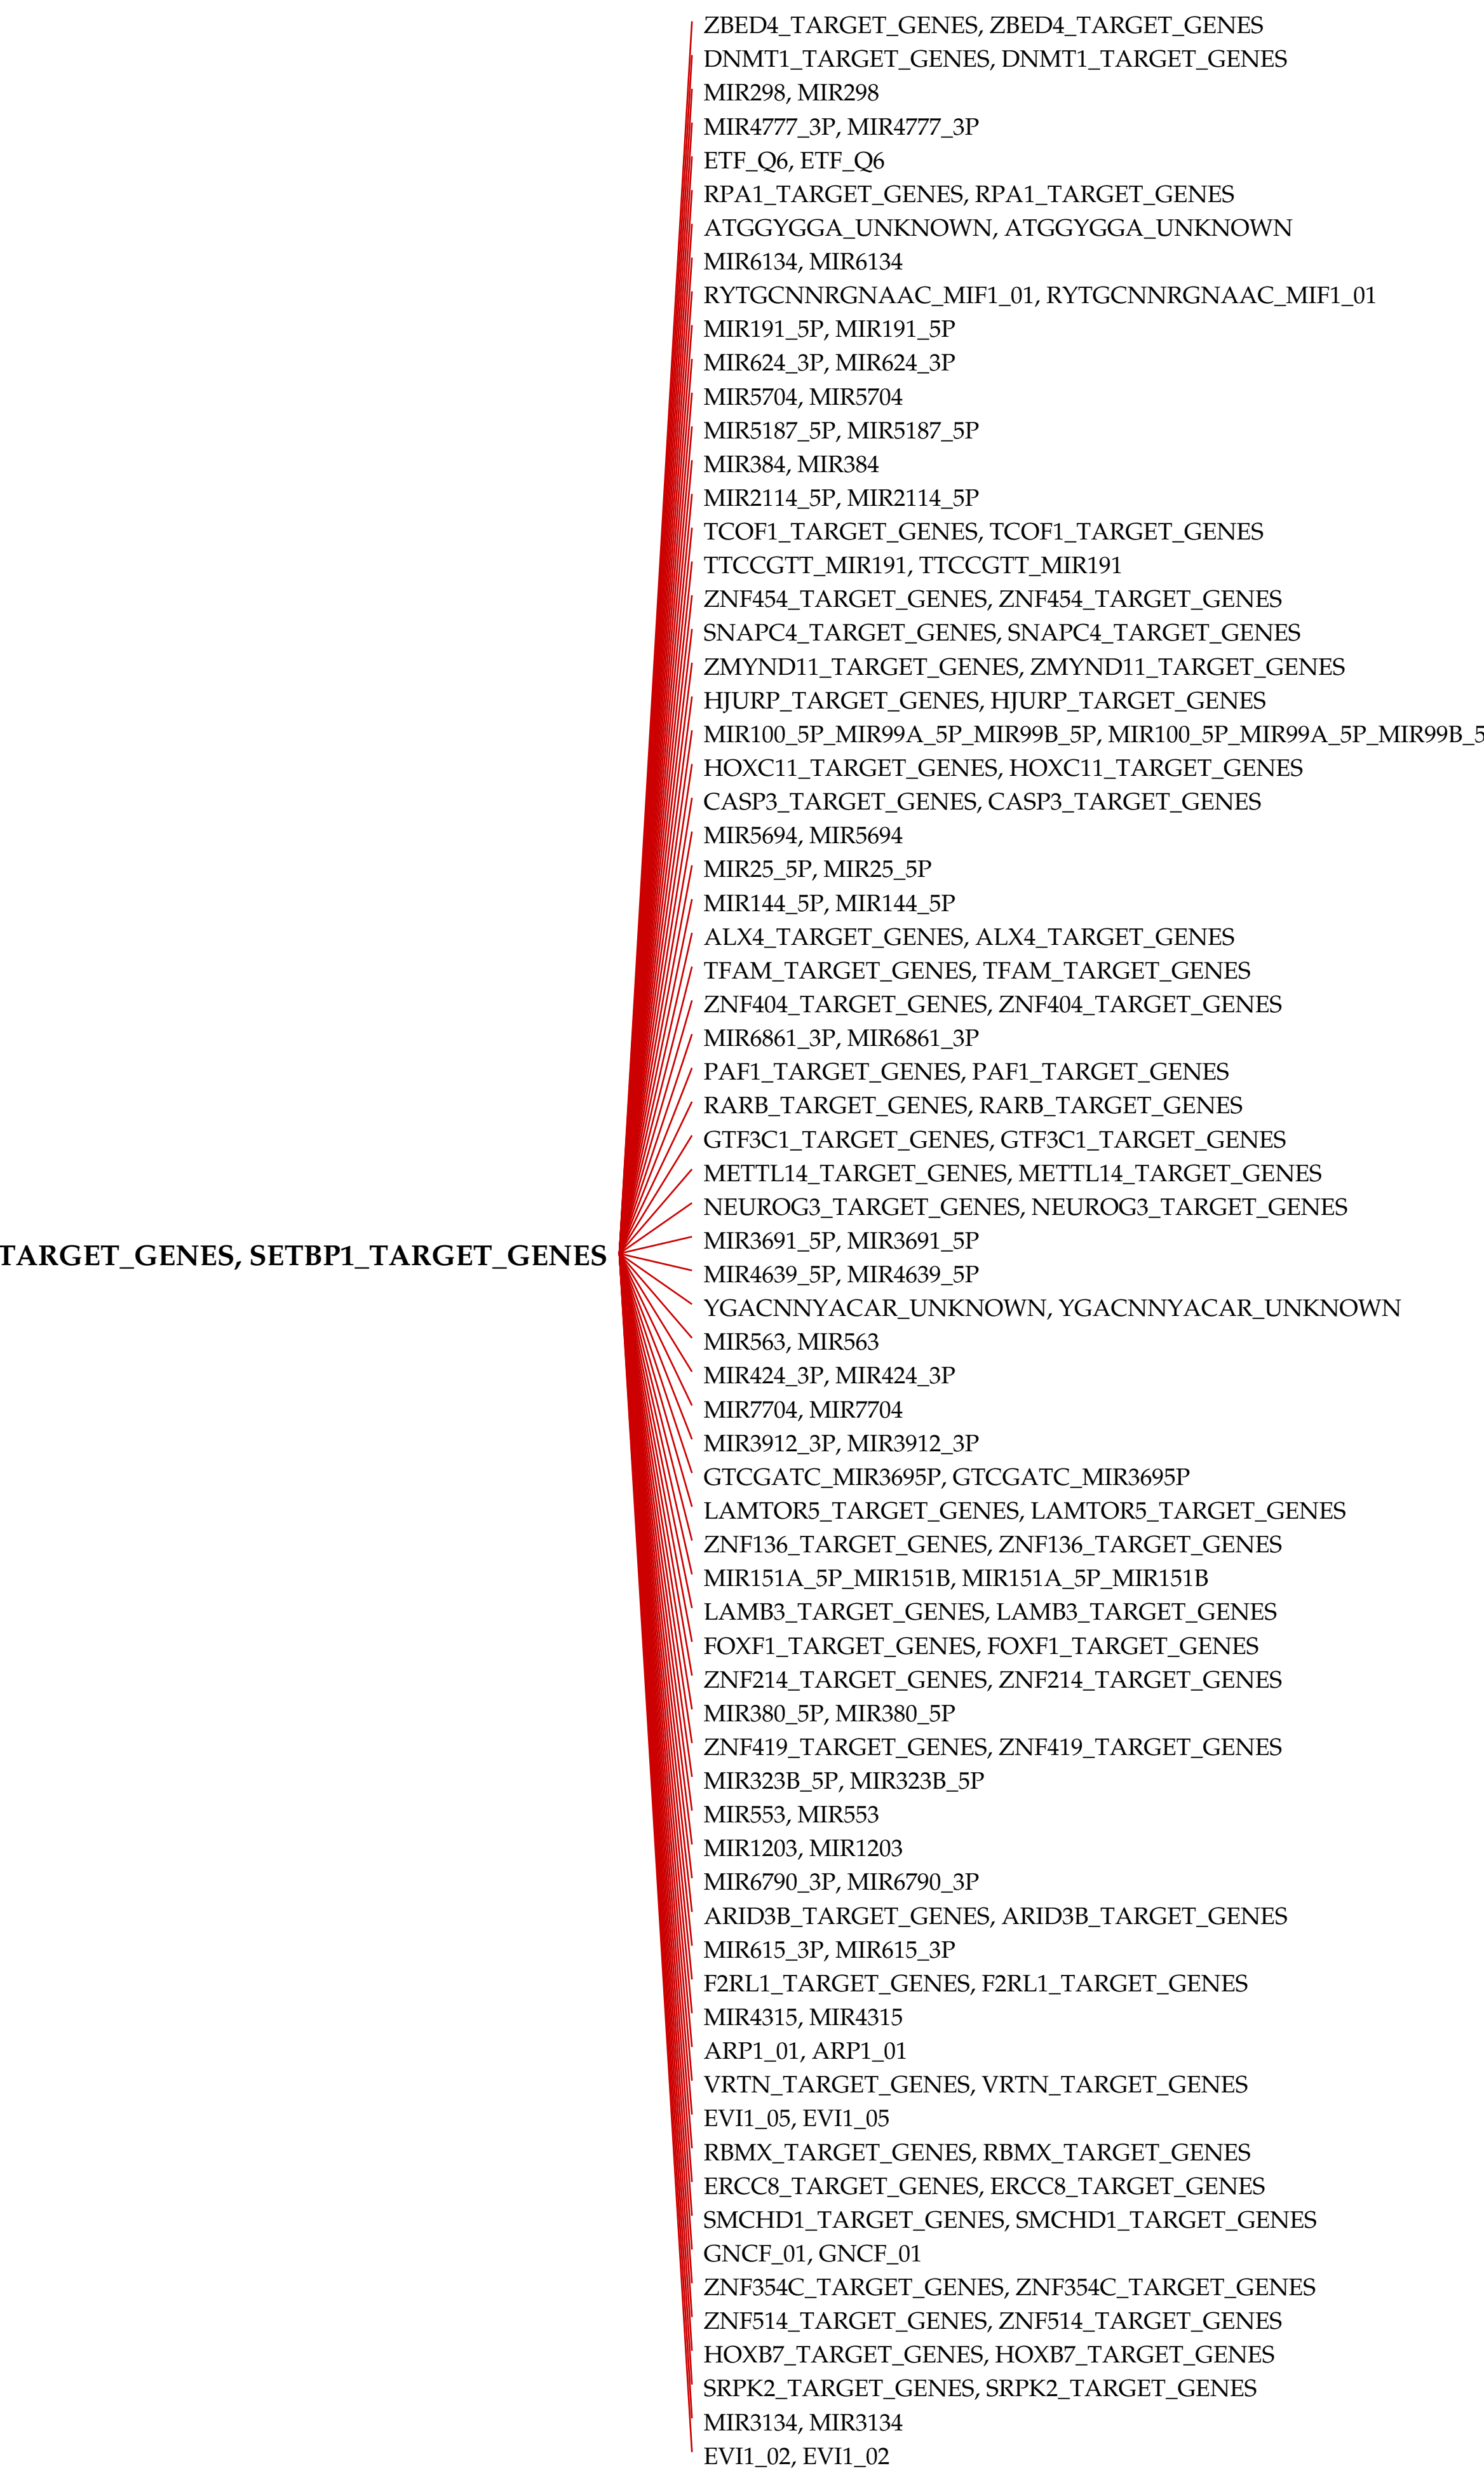 ZBED4_TARGET_GENES, ZBED4_TARGET_GENES
DNMT1_TARGET_GENES, DNMT1_TARGET_GENES
MIR298, MIR298
MIR4777_3P, MIR4777_3P
ETF_Q6, ETF_Q6
RPA1_TARGET_GENES, RPA1_TARGET_GENES
ATGGYGGA_UNKNOWN, ATGGYGGA_UNKNOWN
MIR6134, MIR6134
RYTGCNNRGNAAC_MIF1_01, RYTGCNNRGNAAC_MIF1_01
MIR191_5P, MIR191_5P
MIR624_3P, MIR624_3P
MIR5704, MIR5704
MIR5187_5P, MIR5187_5P
MIR384, MIR384
MIR2114_5P, MIR2114_5P
TCOF1_TARGET_GENES, TCOF1_TARGET_GENES
TTCCGTT_MIR191, TTCCGTT_MIR191
ZNF454_TARGET_GENES, ZNF454_TARGET_GENES
SNAPC4_TARGET_GENES, SNAPC4_TARGET_GENES
ZMYND11_TARGET_GENES, ZMYND11_TARGET_GENES
HJURP_TARGET_GENES, HJURP_TARGET_GENES
MIR100_5P_MIR99A_5P_MIR99B_5P, MIR100_5P_MIR99A_5P_MIR99B_5
HOXC11_TARGET_GENES, HOXC11_TARGET_GENES
CASP3_TARGET_GENES, CASP3_TARGET_GENES
MIR5694, MIR5694
MIR25_5P, MIR25_5P
MIR144_5P, MIR144_5P
ALX4_TARGET_GENES, ALX4_TARGET_GENES
TFAM_TARGET_GENES, TFAM_TARGET_GENES
ZNF404_TARGET_GENES, ZNF404_TARGET_GENES
MIR6861_3P, MIR6861_3P
PAF1_TARGET_GENES, PAF1_TARGET_GENES
RARB_TARGET_GENES, RARB_TARGET_GENES
GTF3C1_TARGET_GENES, GTF3C1_TARGET_GENES
METTL14_TARGET_GENES, METTL14_TARGET_GENES
NEUROG3_TARGET_GENES, NEUROG3_TARGET_GENES
MIR3691_5P, MIR3691_5P
TARGET_GENES, SETBP1_TARGET_GENES
MIR4639_5P, MIR4639_5P
YGACNNYACAR_UNKNOWN, YGACNNYACAR_UNKNOWN
MIR563, MIR563
MIR424_3P, MIR424_3P
MIR7704, MIR7704
MIR3912_3P, MIR3912_3P
GTCGATC_MIR3695P, GTCGATC_MIR3695P
LAMTOR5_TARGET_GENES, LAMTOR5_TARGET_GENES
ZNF136_TARGET_GENES, ZNF136_TARGET_GENES
MIR151A_5P_MIR151B, MIR151A_5P_MIR151B
LAMB3_TARGET_GENES, LAMB3_TARGET_GENES
FOXF1_TARGET_GENES, FOXF1_TARGET_GENES
ZNF214_TARGET_GENES, ZNF214_TARGET_GENES
MIR380_5P, MIR380_5P
ZNF419_TARGET_GENES, ZNF419_TARGET_GENES
MIR323B_5P, MIR323B_5P
MIR553, MIR553
MIR1203, MIR1203
MIR6790_3P, MIR6790_3P
ARID3B_TARGET_GENES, ARID3B_TARGET_GENES
MIR615_3P, MIR615_3P
F2RL1_TARGET_GENES, F2RL1_TARGET_GENES
MIR4315, MIR4315
ARP1_01, ARP1_01
VRTN_TARGET_GENES, VRTN_TARGET_GENES
EVI1_05, EVI1_05
RBMX_TARGET_GENES, RBMX_TARGET_GENES
ERCC8_TARGET_GENES, ERCC8_TARGET_GENES
SMCHD1_TARGET_GENES, SMCHD1_TARGET_GENES
GNCF_01, GNCF_01
ZNF354C_TARGET_GENES, ZNF354C_TARGET_GENES
ZNF514_TARGET_GENES, ZNF514_TARGET_GENES
HOXB7_TARGET_GENES, HOXB7_TARGET_GENES
SRPK2_TARGET_GENES, SRPK2_TARGET_GENES
MIR3134, MIR3134
EVI1_02, EVI1_02